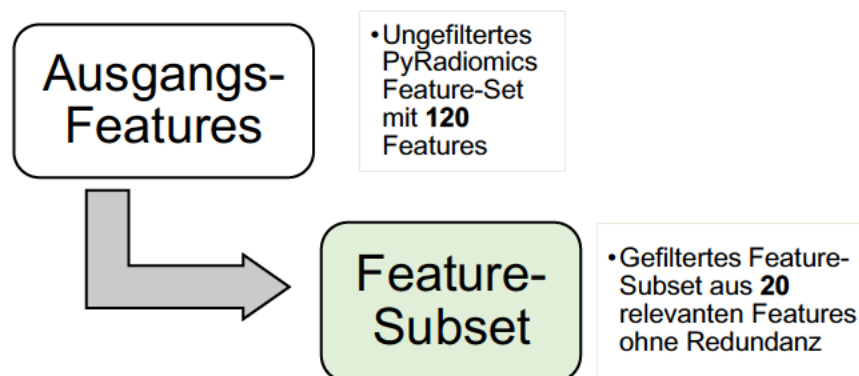 Ausgangs-
Features
•Ungefiltertes
PyRadiomics
Feature-Set
mit 120
Features
Feature-
Subset
•Gefiltertes Feature-
Subset aus 20
relevanten Features
ohne Redundanz